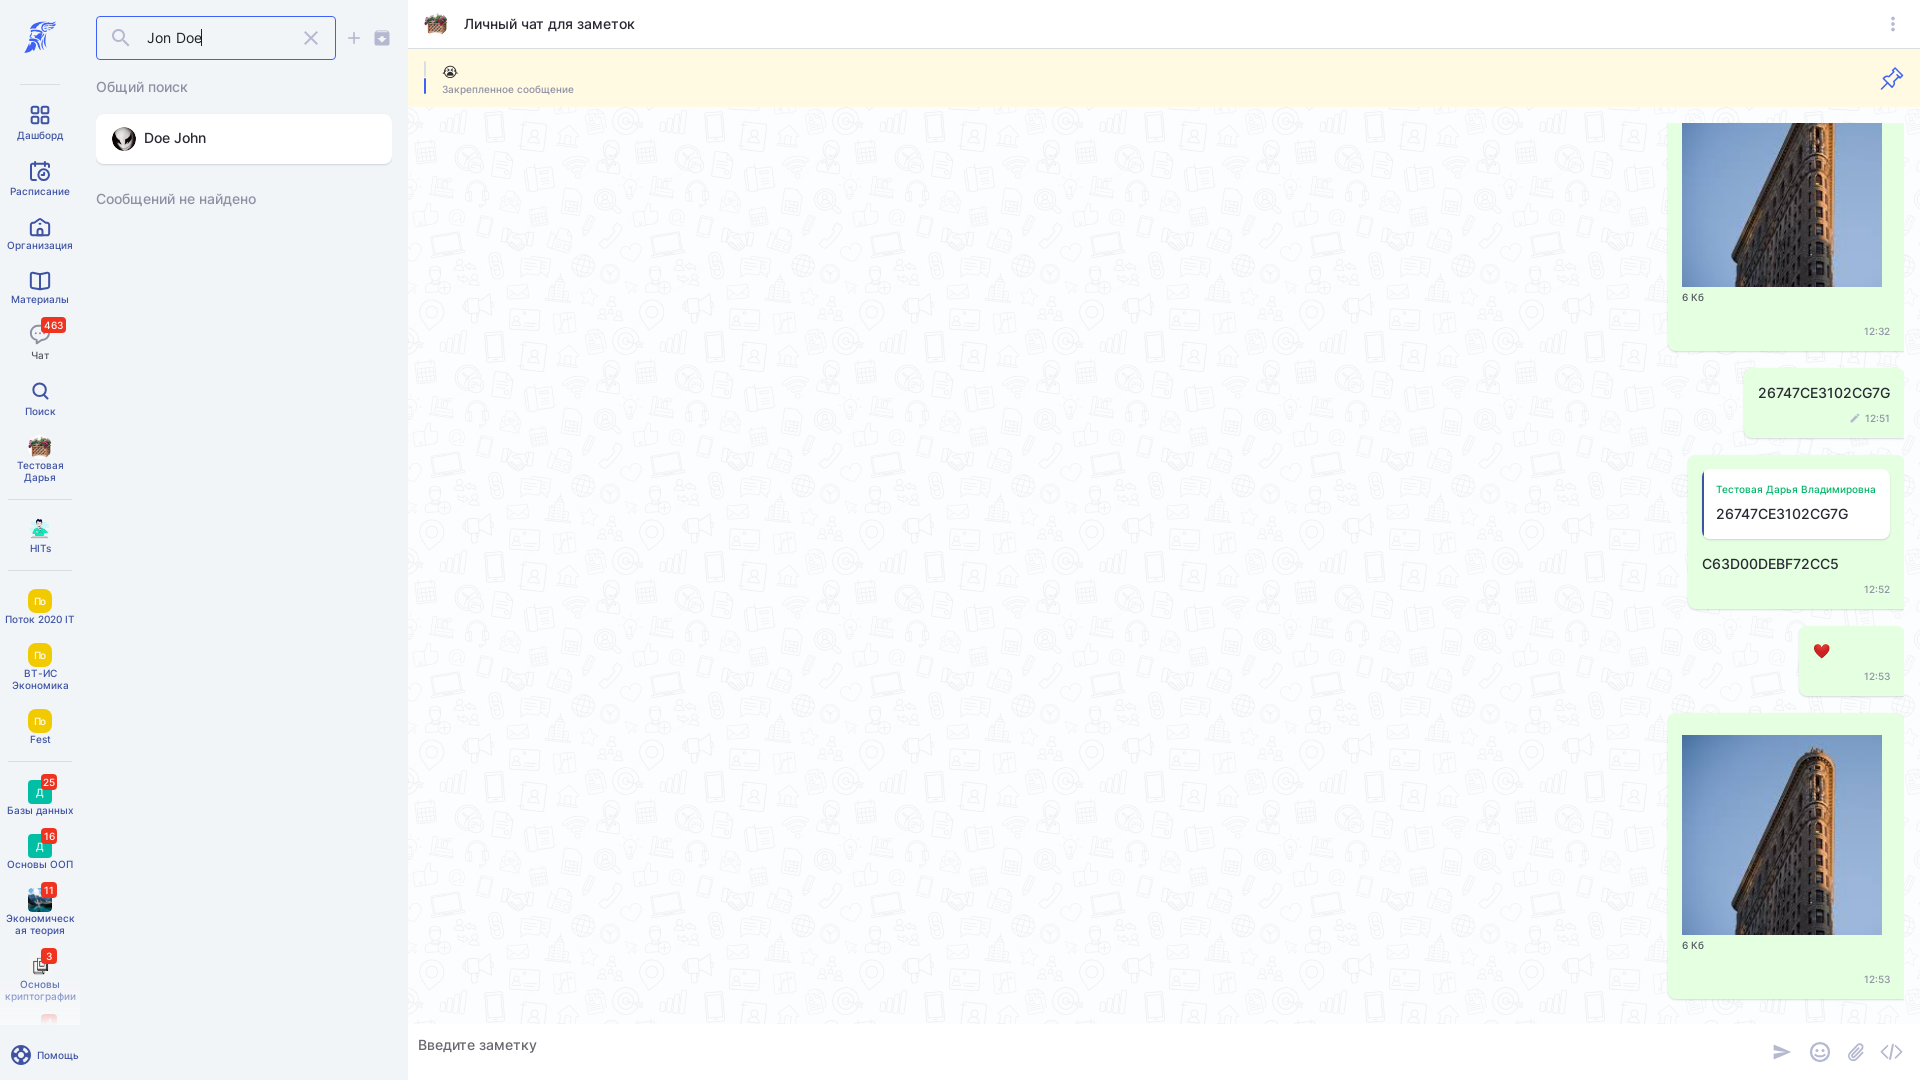 Дашборд
Расписание
Организация
Материалы
463
Чат
Поиск
Тестовая
Дарья
HITs
По
Поток 2020 IT
По
ВТ-ИС
Экономика
По
Fest
25
Д
Базы данных
16
Д
Основы ООП
11
Экономическ
ая теория
3
Основы
криптографии
Помощь
Jon Doe
Общий поиск
Doe John
Сообщений не найдено
Личный чат для заметок
😭
Закрепленное сообщение
6 Кб
12:32
26747CE3102CG7G
12:51
Тестовая Дарья Владимировна
26747CE3102CG7G
C63D00DEBF72CC5
12:52
❤️
12:53
6 Кб
12:53
Введите заметку